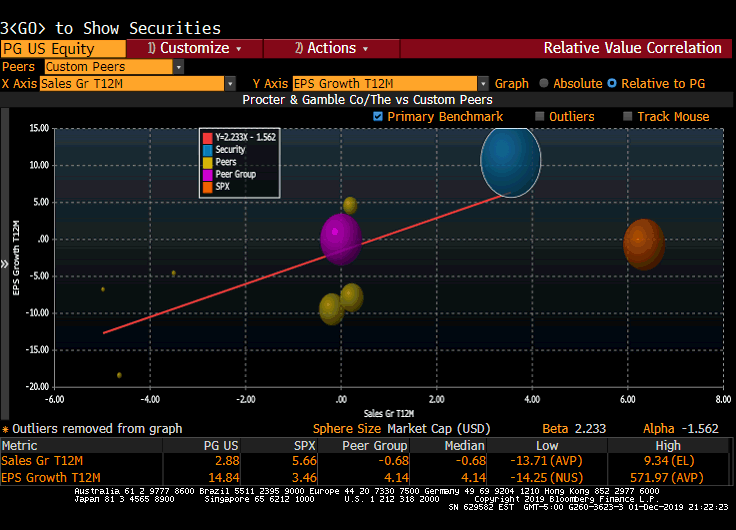 3<GO> to Show Securities
PG US Equity 1) Customize 2) Actions Relative Value Correlation
Peers Custom Peers
X Axis Sales Gr T12M Y Axis EPS Growth T12M Graph Absolute Relative to PG
Procter & Gamble Co/The vs Custom Peers
Primary Benchmark Outliers Track Mouse
15.00
10.00
5.00
.00
-5.00
-10.00
-15.00
-20.00
EPS Growth T12M
Y=2.233X - 1.562
Security
Peers
Peer Group
SPX
-6.00 -4.00 -2.00 .00 2.00 4.00 6.00 8.00
Sales Gr T12M
* Outliers removed from graph Sphere Size Market Cap (USD) Beta 2.233 Alpha -1.562
Metric PG US SPX Peer Group Median Low High
Sales Gr T12M 2.88 5.66 -0.68 -0.68 -13.71 (AVP) 9.34 (EL)
EPS Growth T12M 14.84 3.46 4.14 4.14 -14.25 (NUS) 571.97 (AVP)
Australia 61 2 9777 8600 Brazil 5511 2395 9000 Europe 44 20 7330 7500 Germany 49 69 9204 1210 Hong Kong 852 2977 6000
Japan 81 3 4565 8900 Singapore 65 6212 1000 U.S. 1 212 318 2000 Copyright 2019 Bloomberg Finance L.P.
SN 629582 EST GMT-5:00 G260-3623-3 01-Dec-2019 21:22:23